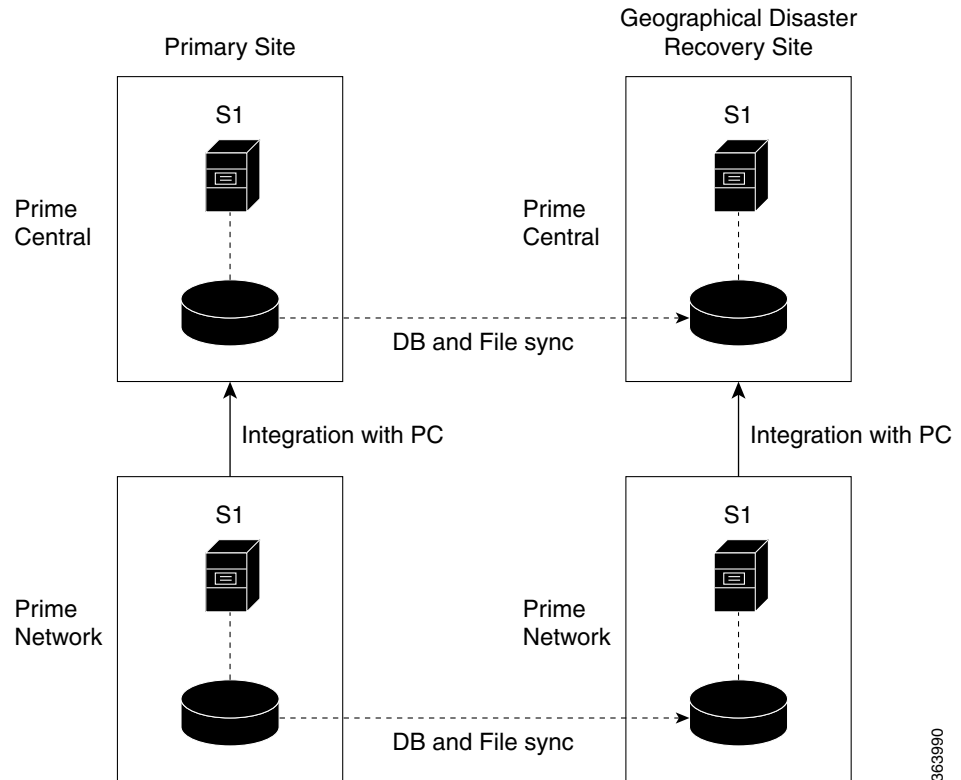 Primary Site
Geographical Disaster
Recovery Site
S1
S1
Prime
Central
Prime
Central
DB and File sync
Integration with PC
Integration with PC
S1
S1
Prime
Network
Prime
Network
DB and File sync
363990